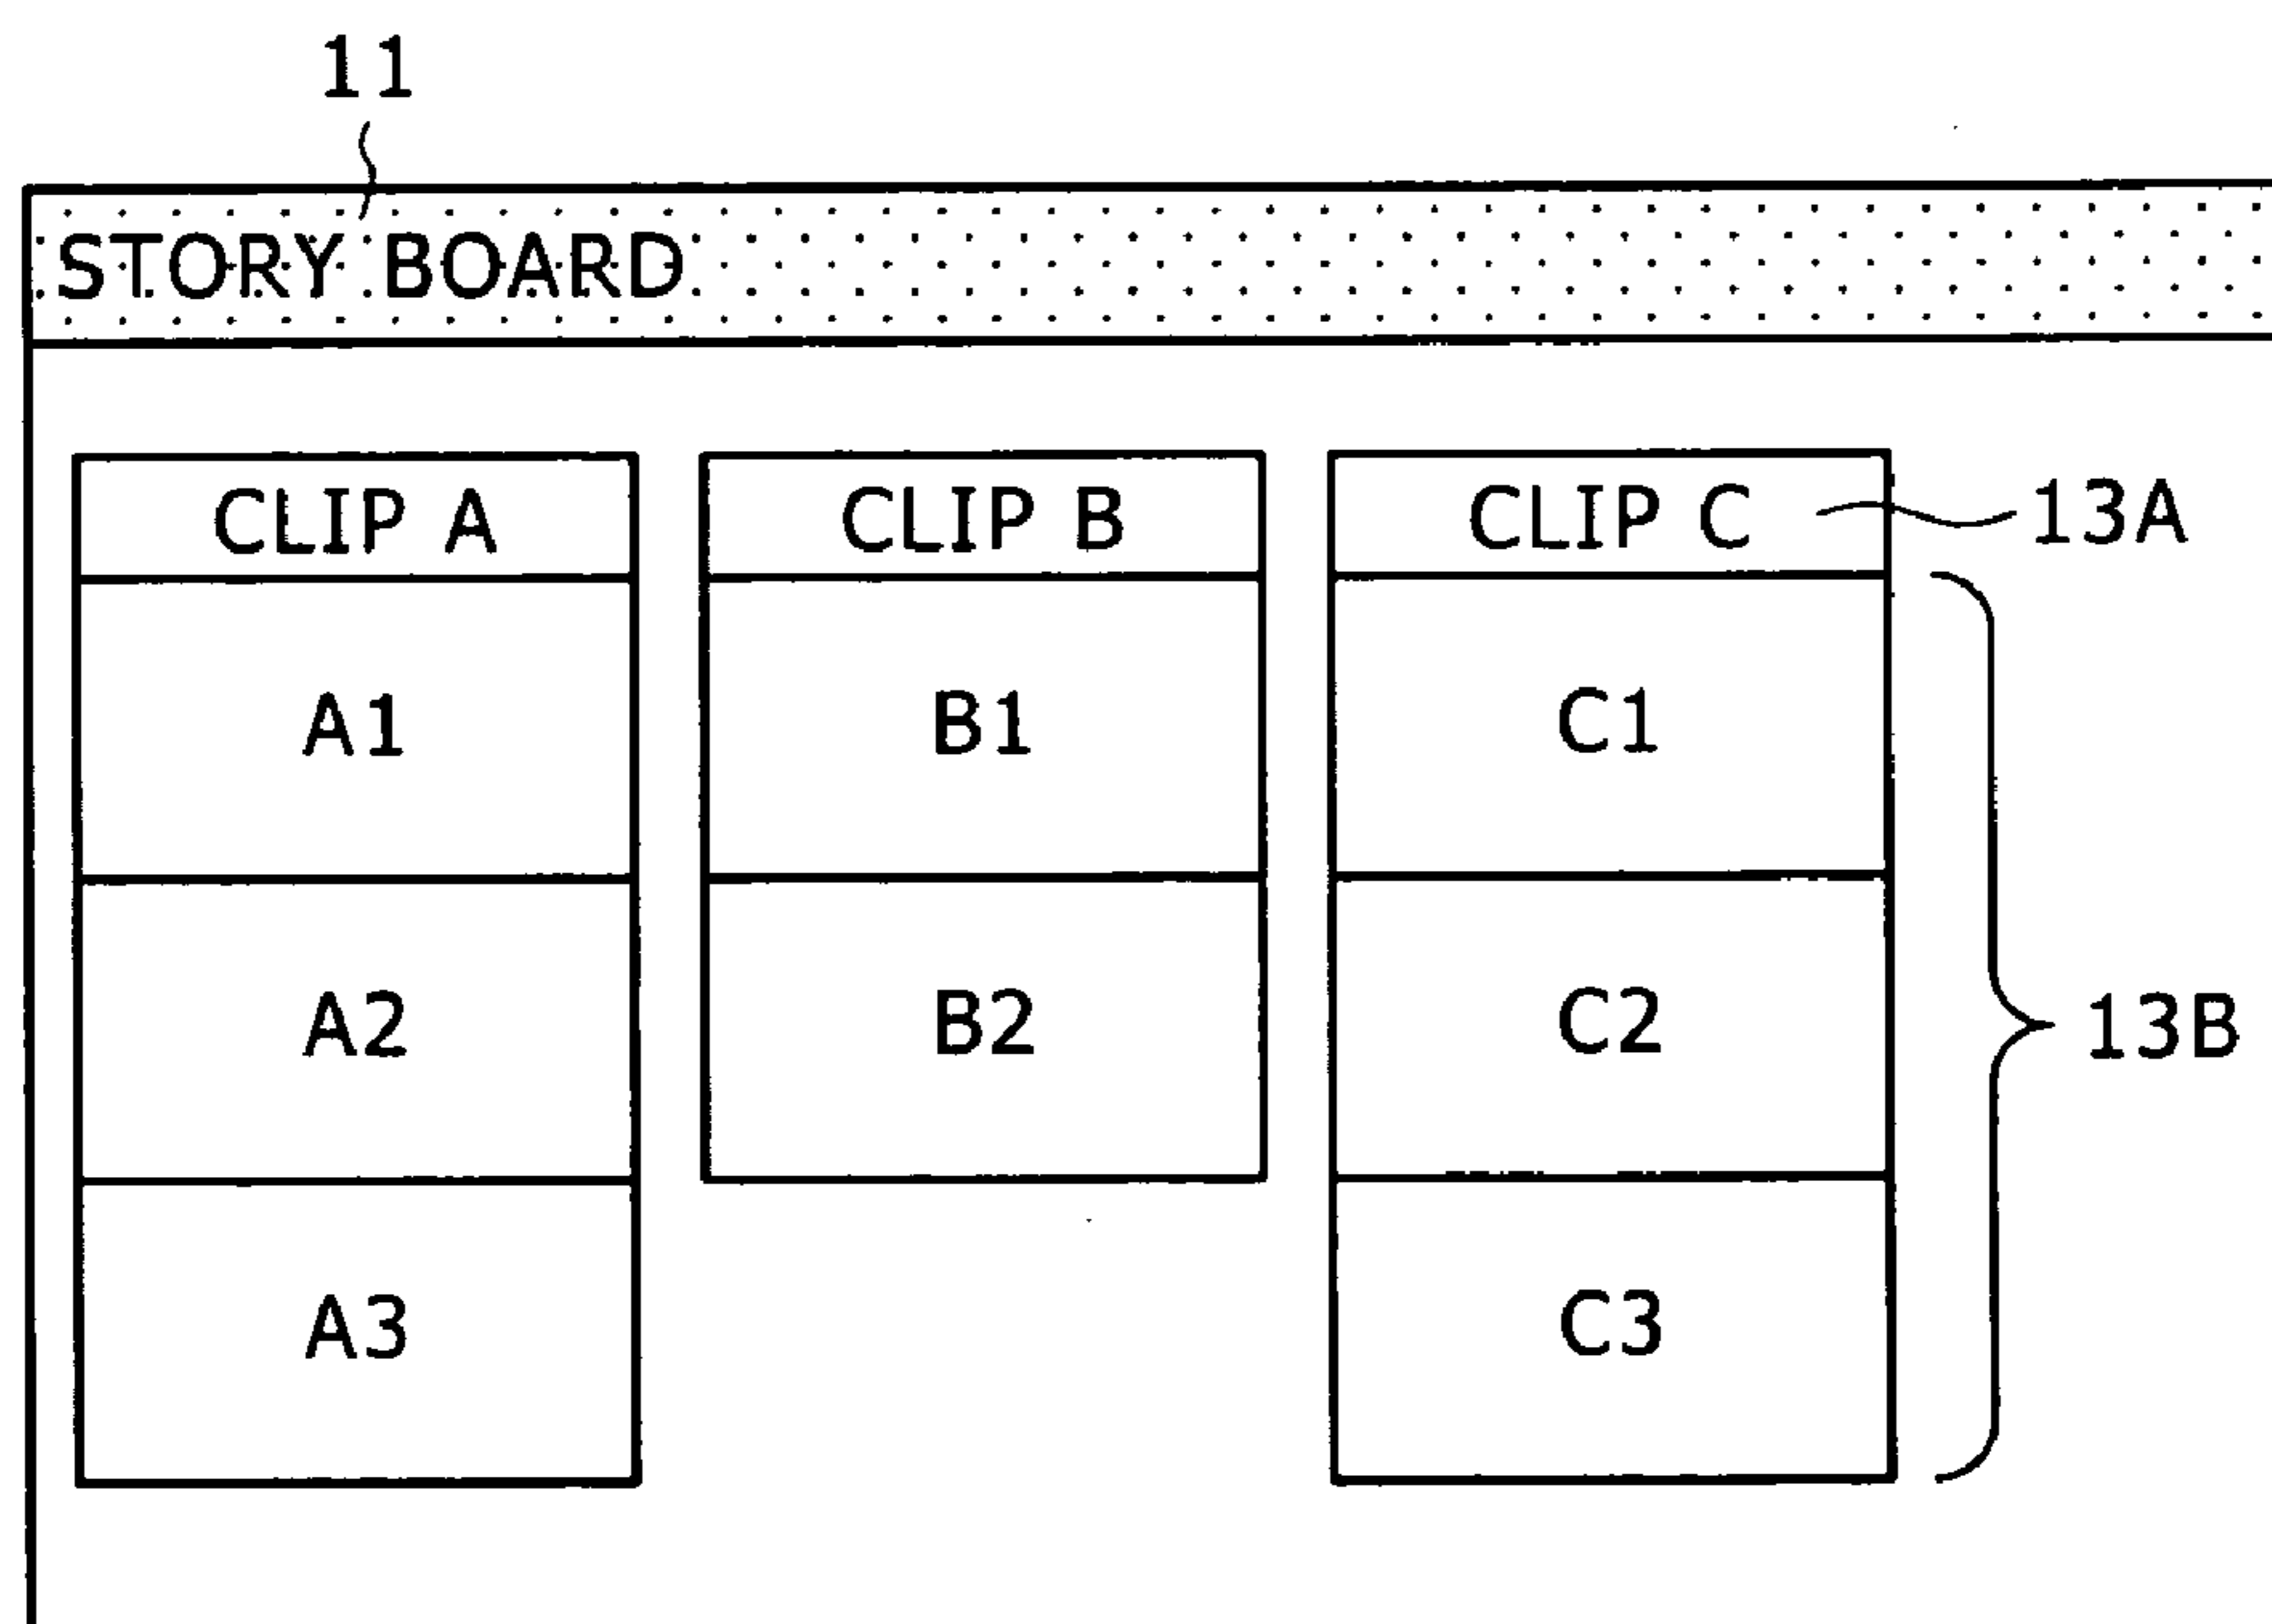 11
STORY BOARD
CLIP A CLIP B CLIP C 13A
A1 B1 C1
A2 B2 C2 13B
A3 C3